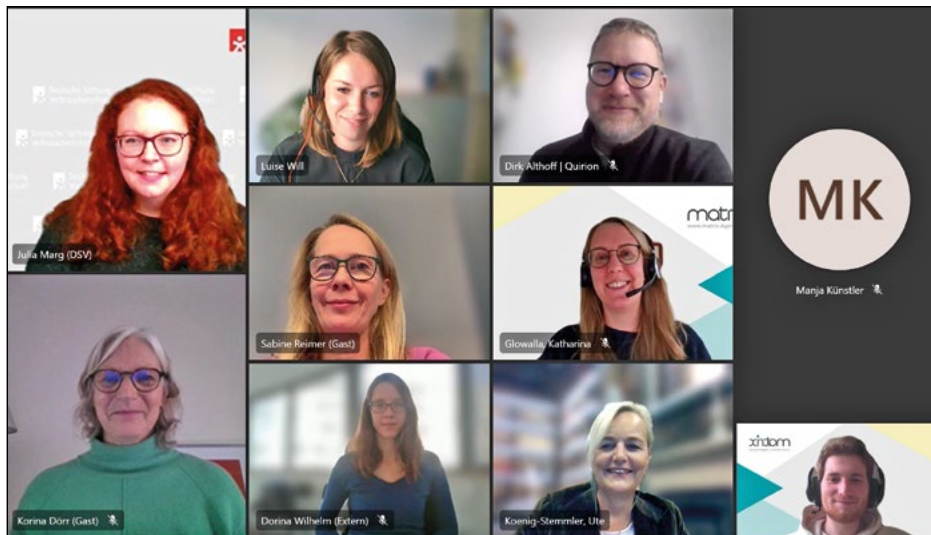 Julia Marg (DSV)
Luise Will
Dirk Althoff | Quirion
MK
Manja Künstler
Sabine Reimer (Gast)
matr
Glowalla, Katharina
Korina Dörr (Gast)
Dorina Wilhelm (Extern)
Koenig-Stemmler, Ute